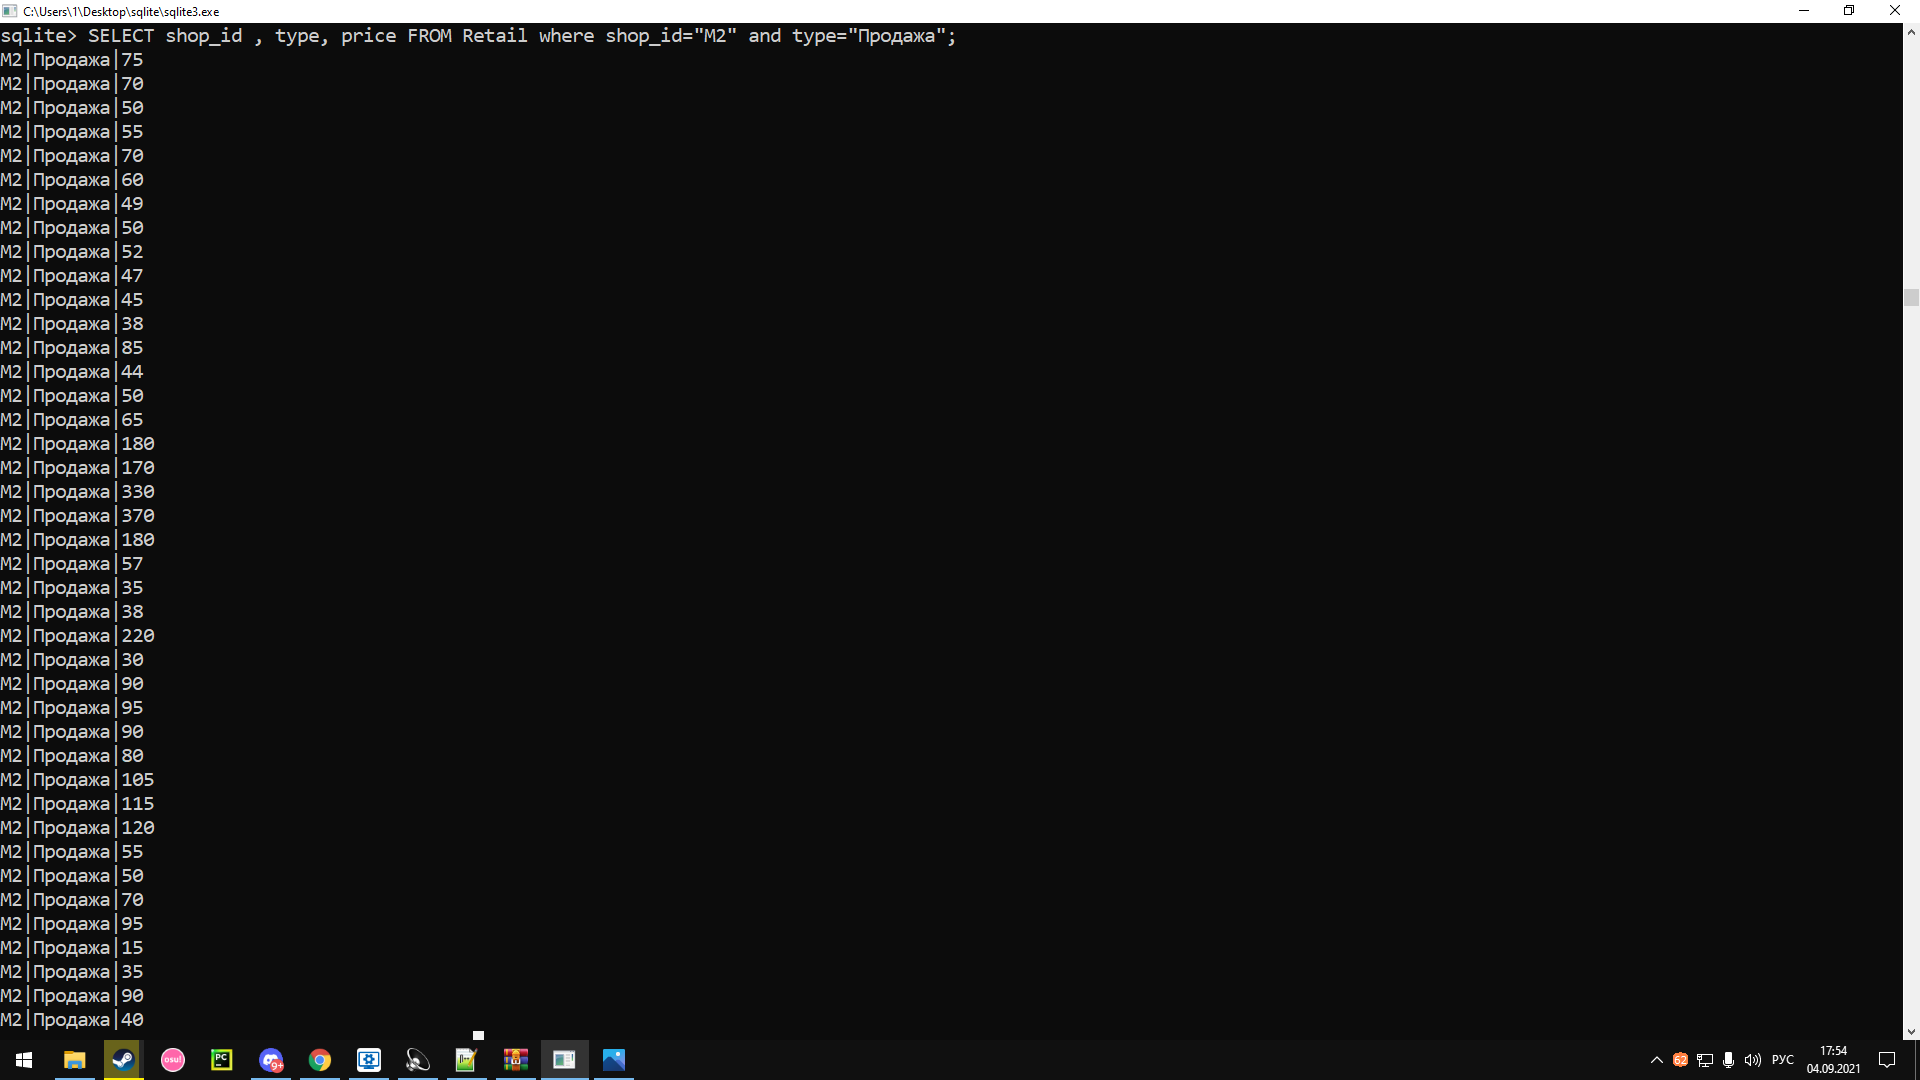 C:\Users\1\Desktop\sqlite\sqlite3.exe
sqlite> SELECT shop_id , type, price FROM Retail where shop_id="M2" and type="Продажа";
M2|Продажа|75
M2|Продажа|70
M2|Продажа|50
M2|Продажа|55
M2|Продажа|70
M2|Продажа|60
M2|Продажа|49
M2|Продажа|50
M2|Продажа|52
M2|Продажа|47
M2|Продажа|45
M2|Продажа|38
M2|Продажа|85
M2|Продажа|44
M2|Продажа|50
M2|Продажа|65
M2|Продажа|180
M2|Продажа|170
M2|Продажа|330
M2|Продажа|370
M2|Продажа|180
M2|Продажа|57
M2|Продажа|35
M2|Продажа|38
M2|Продажа|220
M2|Продажа|30
M2|Продажа|90
M2|Продажа|95
M2|Продажа|90
M2|Продажа|80
M2|Продажа|105
M2|Продажа|115
M2|Продажа|120
M2|Продажа|55
M2|Продажа|50
M2|Продажа|70
M2|Продажа|95
M2|Продажа|15
M2|Продажа|35
M2|Продажа|90
M2|Продажа|40
osu!
PC
9+
62
РУС
17:54
04.09.2021